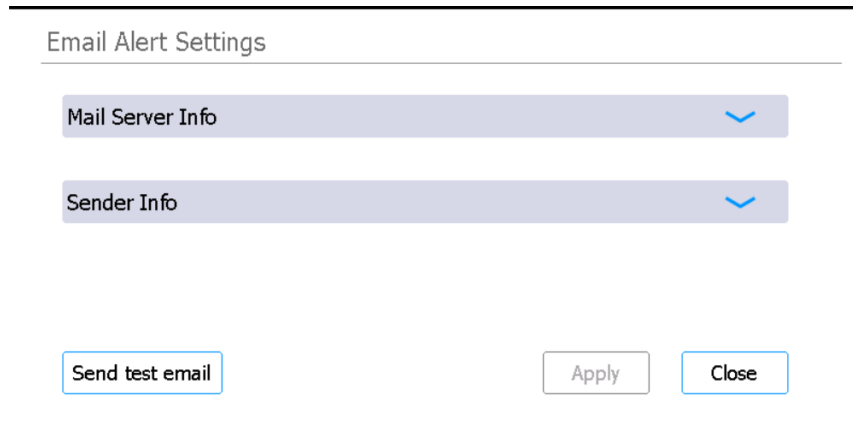 Email Alert Settings
Mail Server Info
Sender Info
Send test email
Apply
Close